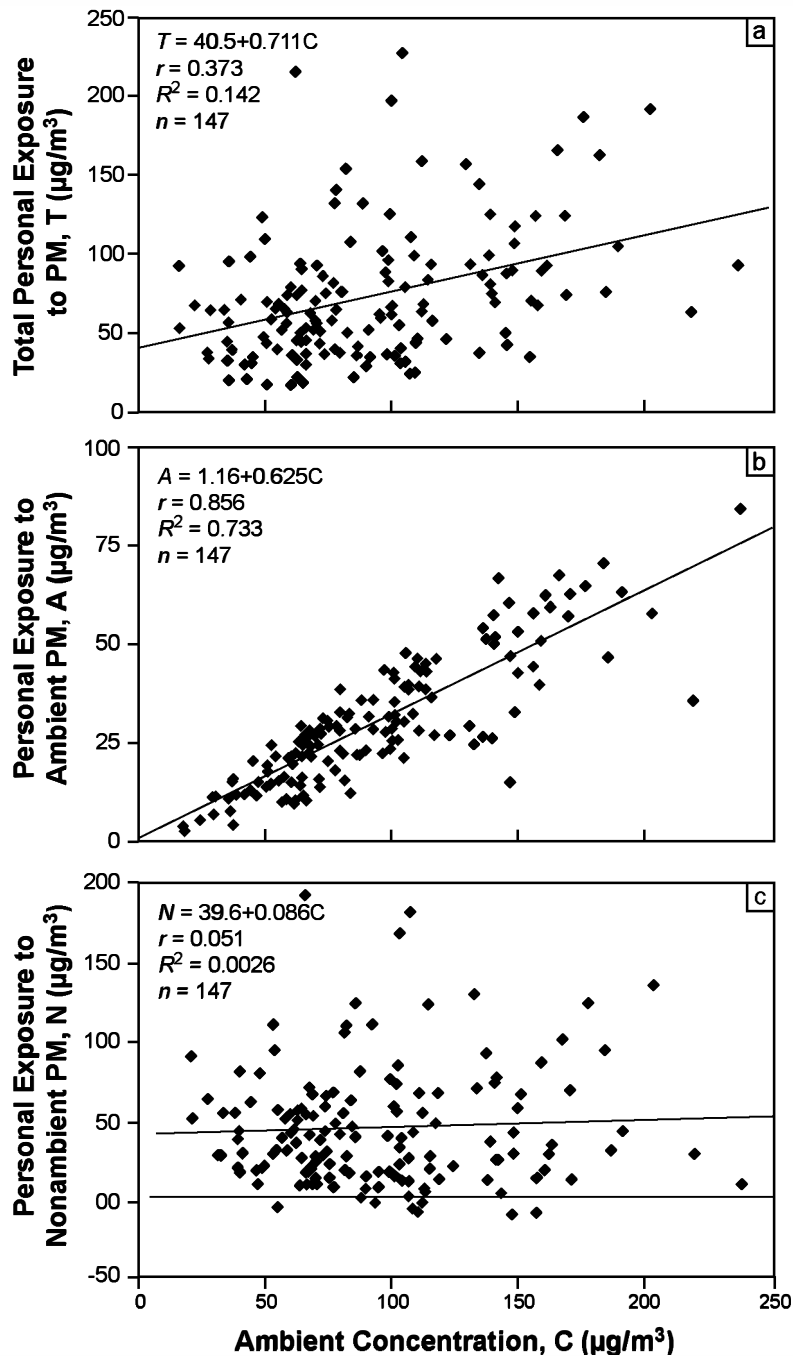 a
T = 40.5+0.711C
r = 0.373
R² = 0.142
n = 147
Total Personal Exposure
to PM, T (µg/m³)
250
200
150
100
50
0
b
A = 1.16+0.625C
r = 0.856
R² = 0.733
n = 147
Personal Exposure to
Ambient PM, A (µg/m³)
100
75
50
25
0
c
N = 39.6+0.086C
r = 0.051
R² = 0.0026
n = 147
Personal Exposure to
Nonambient PM, N (µg/m³)
200
150
100
50
00
-50
0 50 100 150 200 250
Ambient Concentration, C (µg/m³)